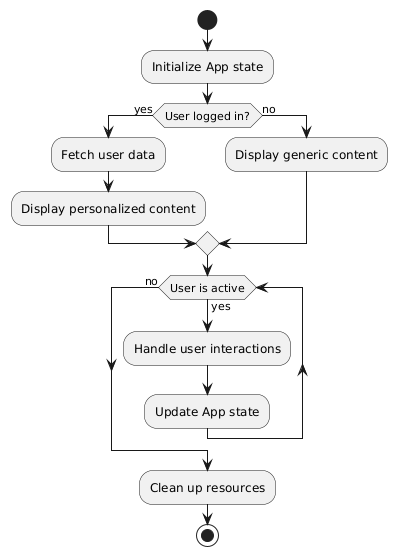 Initialize App state
User logged in?
yes
no
Fetch user data
Display generic content
Display personalized content
User is active
no
yes
Handle user interactions
Update App state
Clean up resources